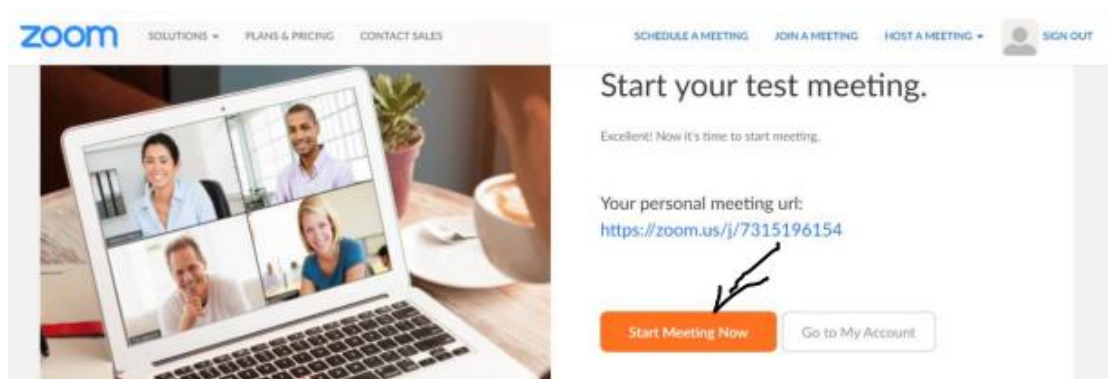 zoom SOLUTIONS PLANS & PRICING CONTACT SALES SCHEDULE A MEETING JOIN A MEETING HOST A MEETING SIGN OUT
Start your test meeting.
Excellent! Now it's time to start meeting.
Your personal meeting url:
https://zoom.us/j/7315196154
Start Meeting Now Go to My Account